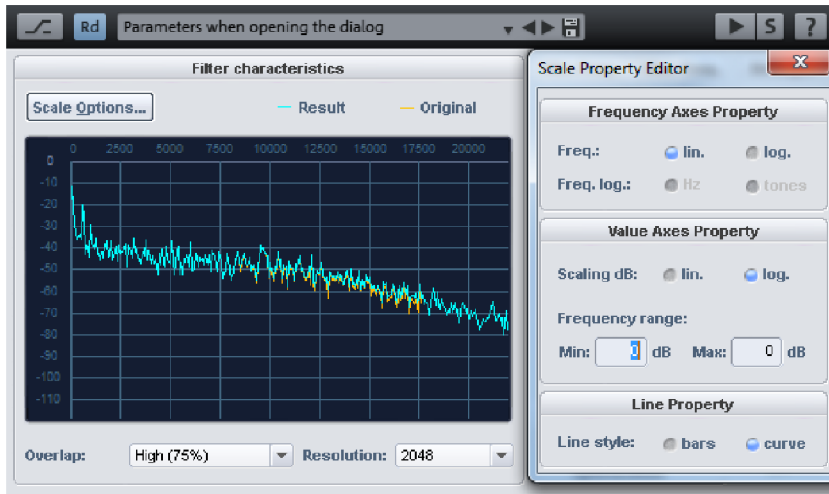 Rd Parameters when opening the dialog S ?
Filter characteristics
Scale Options...
Result
Original
0 2500 5000 7500 10000 12500 15000 17500 20000
0
-10
-20
-30
-40
-50
-60
-70
-80
-90
-100
-110
Overlap: High (75%) Resolution: 2048
Scale Property Editor X
Frequency Axes Property
Freq.: lin. log.
Freq. log.: Hz tones
Value Axes Property
Scaling dB: lin. log.
Frequency range:
Min: 0 dB Max: 0 dB
Line Property
Line style: bars curve